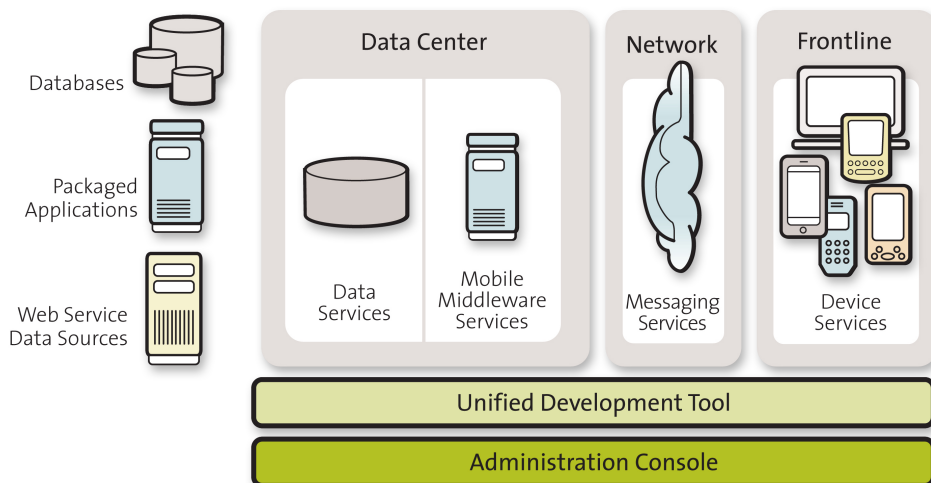 Databases
Packaged
Applications
Web Service
Data Sources
Data Center
Data
Services
Mobile
Middleware
Services
Network
Messaging
Services
Frontline
Device
Services
Unified Development Tool
Administration Console